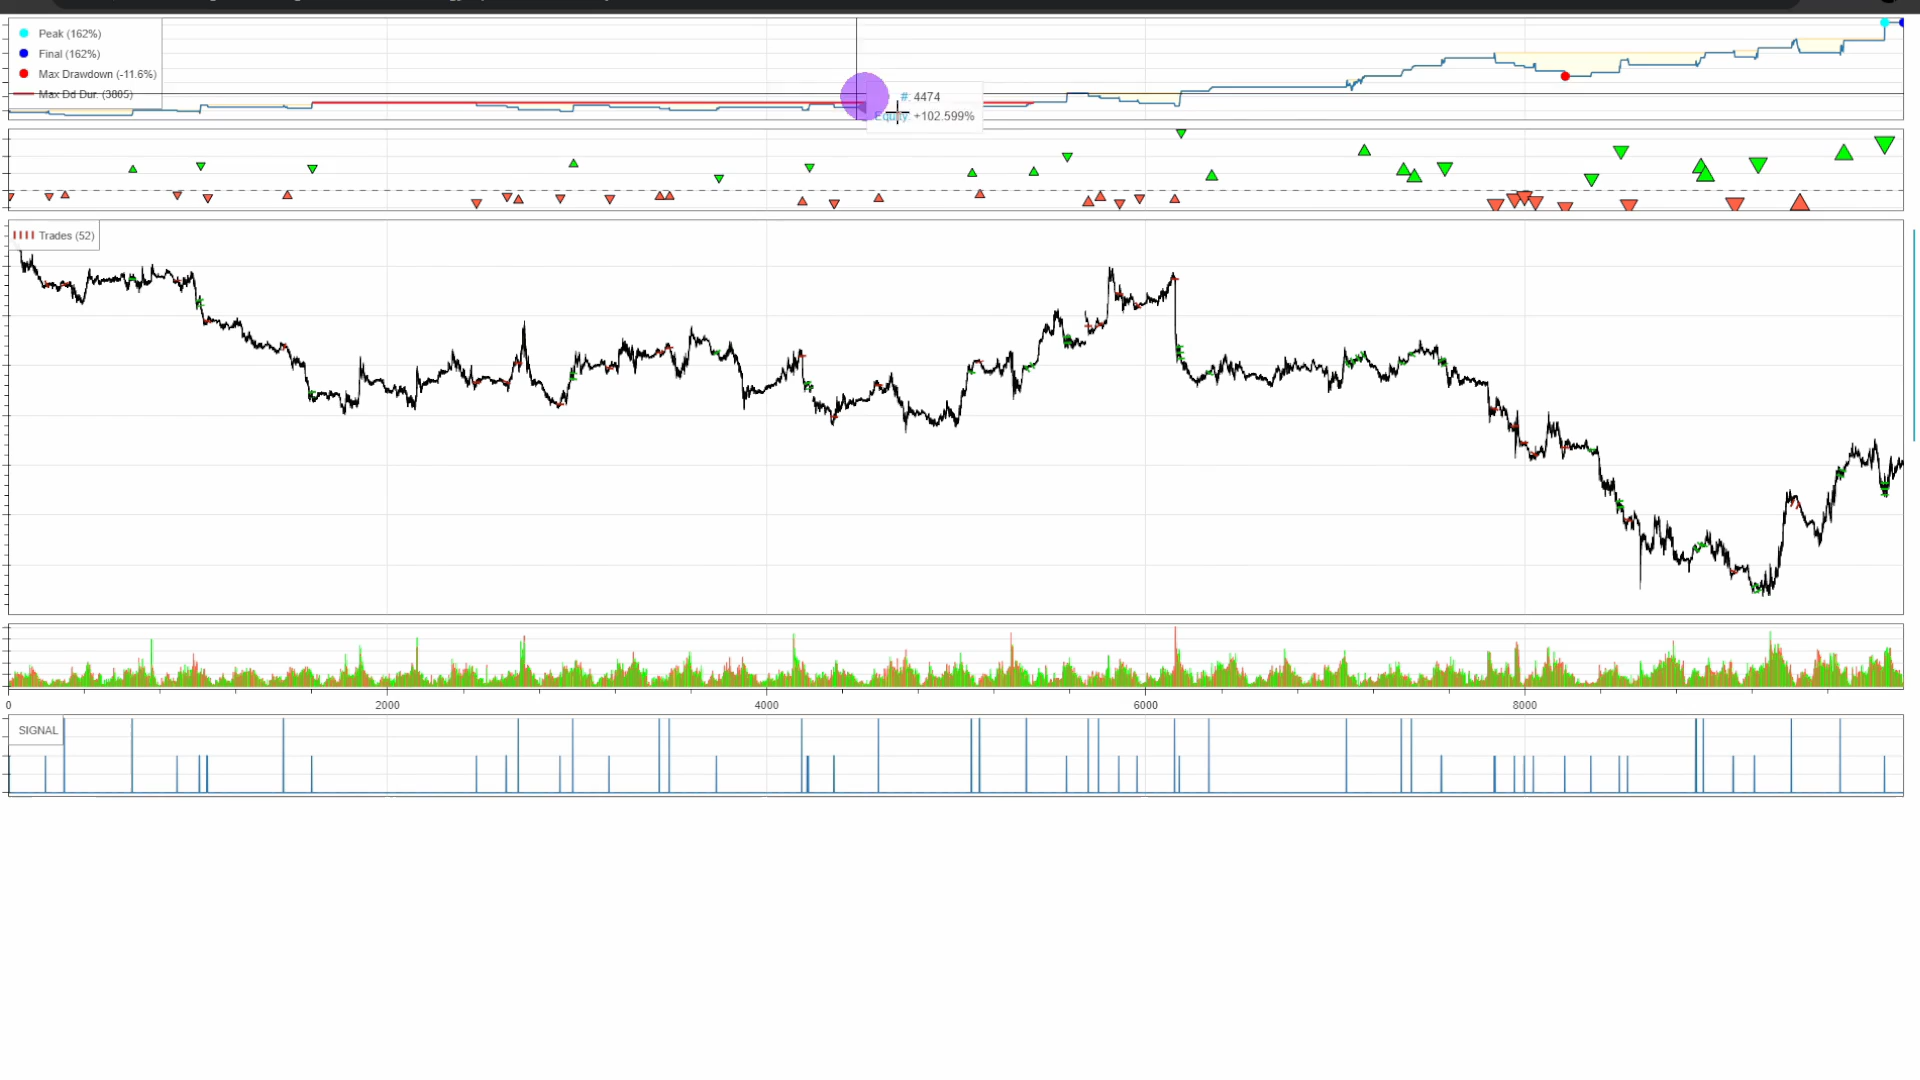 Peak (162%)
Final (162%)
Max Drawdown (-11.6%)
Max Dd Dur. (3805)
#: 4474
Equity: +102.599%
Trades (52)
0 2000 4000 6000 8000
SIGNAL